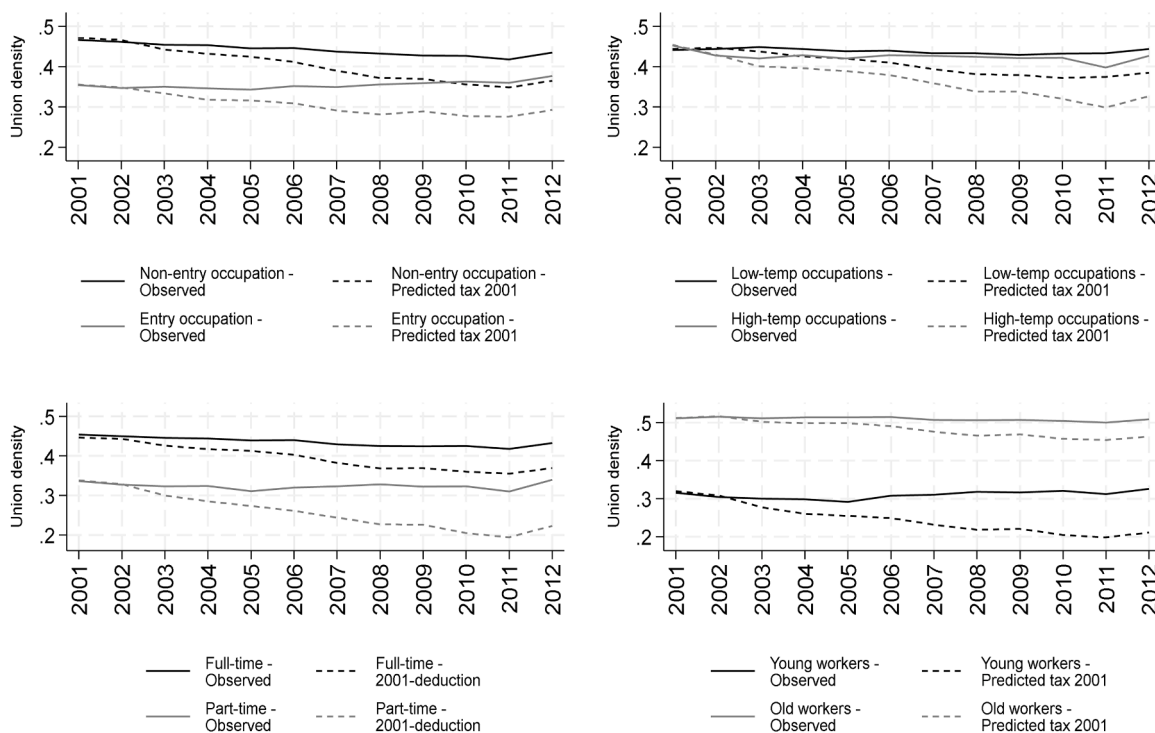 Union density
.5
.4
.3
.2
2001
2002
2003
2004
2005
2006
2007
2008
2009
2010
2011
2012
Non-entry occupation -
Observed
Non-entry occupation -
Predicted tax 2001
Entry occupation -
Observed
Entry occupation -
Predicted tax 2001
Union density
.5
.4
.3
.2
2001
2002
2003
2004
2005
2006
2007
2008
2009
2010
2011
2012
Low-temp occupations -
Observed
Low-temp occupations -
Predicted tax 2001
High-temp occupations -
Observed
High-temp occupations -
Predicted tax 2001
Union density
.5
.4
.3
.2
2001
2002
2003
2004
2005
2006
2007
2008
2009
2010
2011
2012
Full-time -
Observed
Full-time -
2001-deduction
Part-time -
Observed
Part-time -
2001-deduction
Union density
.5
.4
.3
.2
2001
2002
2003
2004
2005
2006
2007
2008
2009
2010
2011
2012
Young workers -
Observed
Young workers -
Predicted tax 2001
Old workers -
Observed
Old workers -
Predicted tax 2001